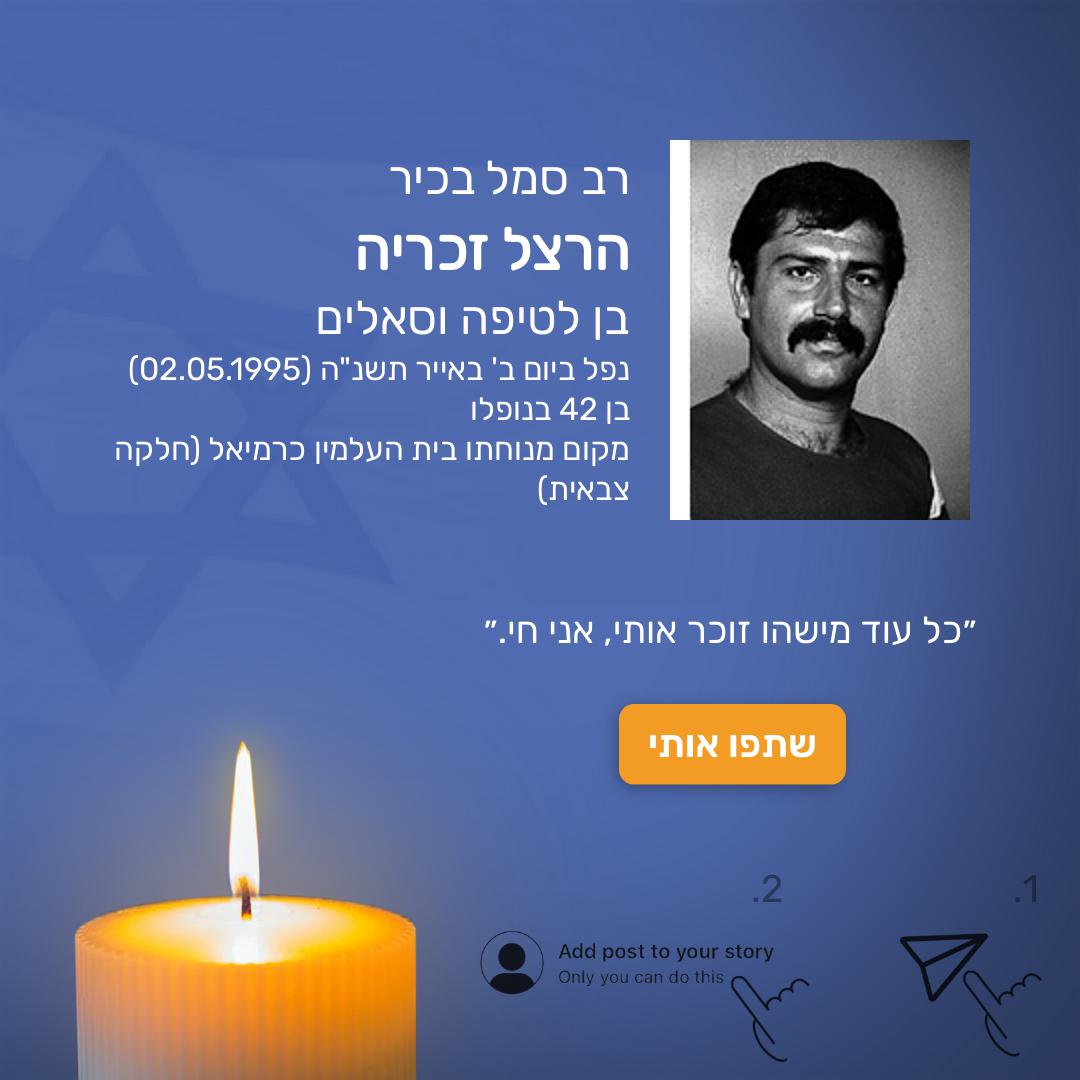 רב סמל בכיר
הרצל זכריה
בן לטיפה וסאלים
נפל ביום ב' באייר תשנ"ה (02.05.1995)
בן 42 בנופלו
מקום מנוחתו בית העלמין כרמיאל (חלקה
צבאית)
״כל עוד מישהו זוכר אותי, אני חי.״
שתפו אותי
.1
.2
Add post to your story
Only you can do this